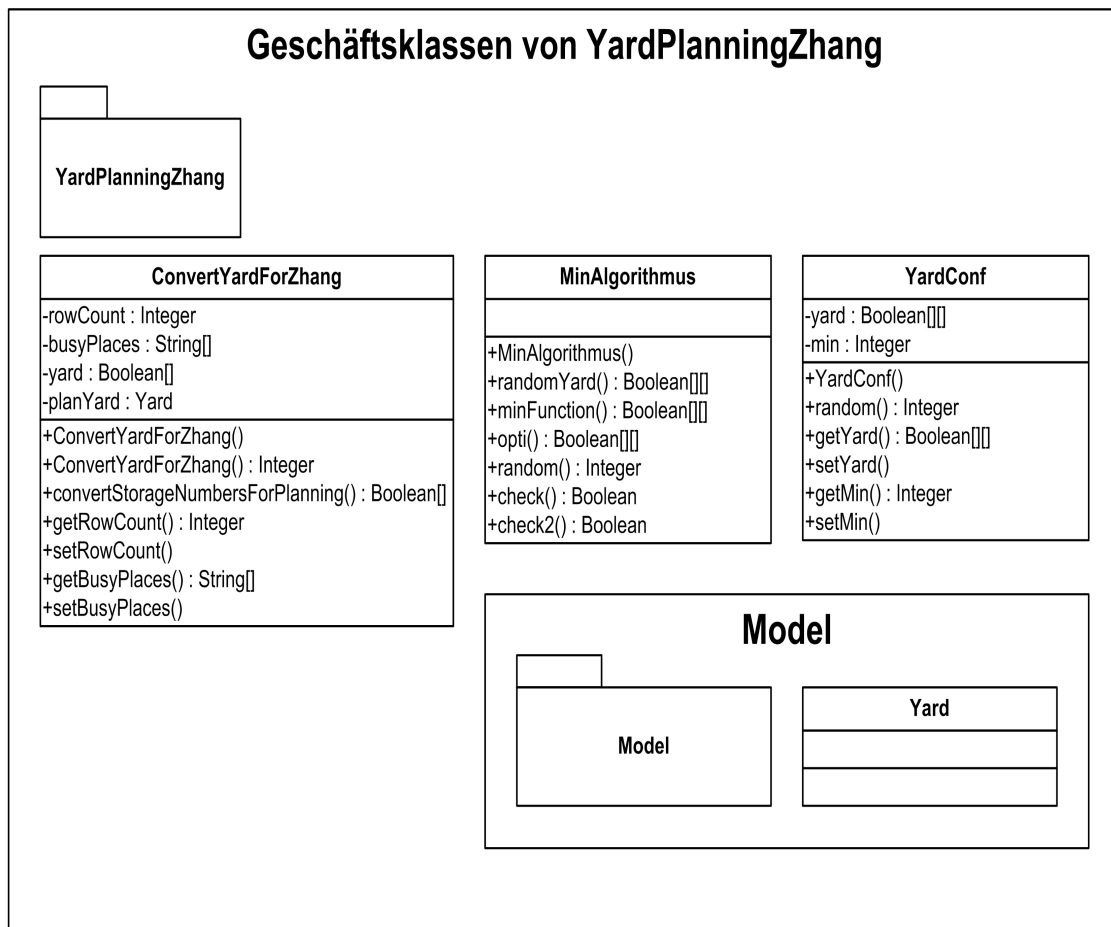 Geschäftsklassen von YardPlanningZhang
YardPlanningZhang
ConvertYardForZhang
-rowCount : Integer
-busyPlaces : String[]
-yard : Boolean[]
-planYard : Yard
+ConvertYardForZhang()
+ConvertYardForZhang() : Integer
+convertStorageNumbersForPlanning() : Boolean[]
+getRowCount() : Integer
+setRowCount()
+getBusyPlaces() : String[]
+setBusyPlaces()
MinAlgorithmus
+MinAlgorithmus()
+randomYard() : Boolean[][]
+minFunction() : Boolean[][]
+opti() : Boolean[][]
+random() : Integer
+check() : Boolean
+check2() : Boolean
YardConf
-yard : Boolean[][]
-min : Integer
+YardConf()
+random() : Integer
+getYard() : Boolean[][]
+setYard()
+getMin() : Integer
+setMin()
Model
Model
Yard